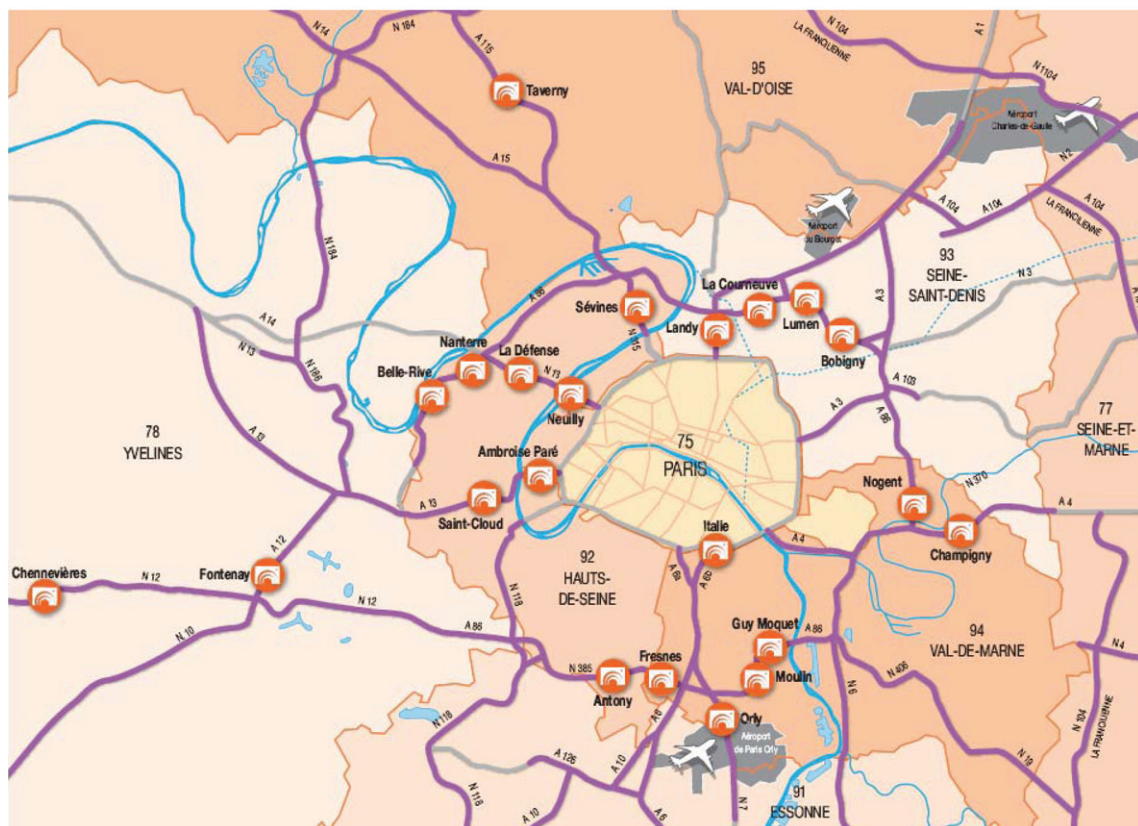 N 14
N 184
A 115
Taverny
N 104
LA FRANCILIENNE
A 1
95
VAL-D'OISE
N 1104
Aéroport
Charles-de-Gaulle
N 2
A 15
A 104
A 104
A 104
LA FRANCILIENNE
Aéroport
du Bourget
N 184
93
SEINE-
SAINT-DENIS
N 3
A 3
A 86
Sévines
La Courneuve
Landy
Lumen
Bobigny
N 315
A 14
N 13
N 186
Nanterre
La Défense
N 13
Belle-Rive
Neuilly
A 103
A 3
A 86
77
SEINE-ET-
MARNE
78
YVELINES
A 13
75
PARIS
Ambroise Paré
Nogent
N 370
A 4
A 13
Saint-Cloud
Italie
A 4
Champigny
A 12
92
HAUTS-
DE-SEINE
A 6a
A 6b
Chennevières
N 12
Fontenay
N 118
N 12
N 10
A 86
Guy Moquet
A 86
94
VAL-DE-MARNE
N 4
N 385
Fresnes
Antony
Moulin
N 406
N 6
Orly
A 6
N 118
Aéroport
de Paris Orly
N 104
LA FRANCILIENNE
A 126
A 10
N 19
N 118
A 10
A 6
N 7
91
ESSONNE